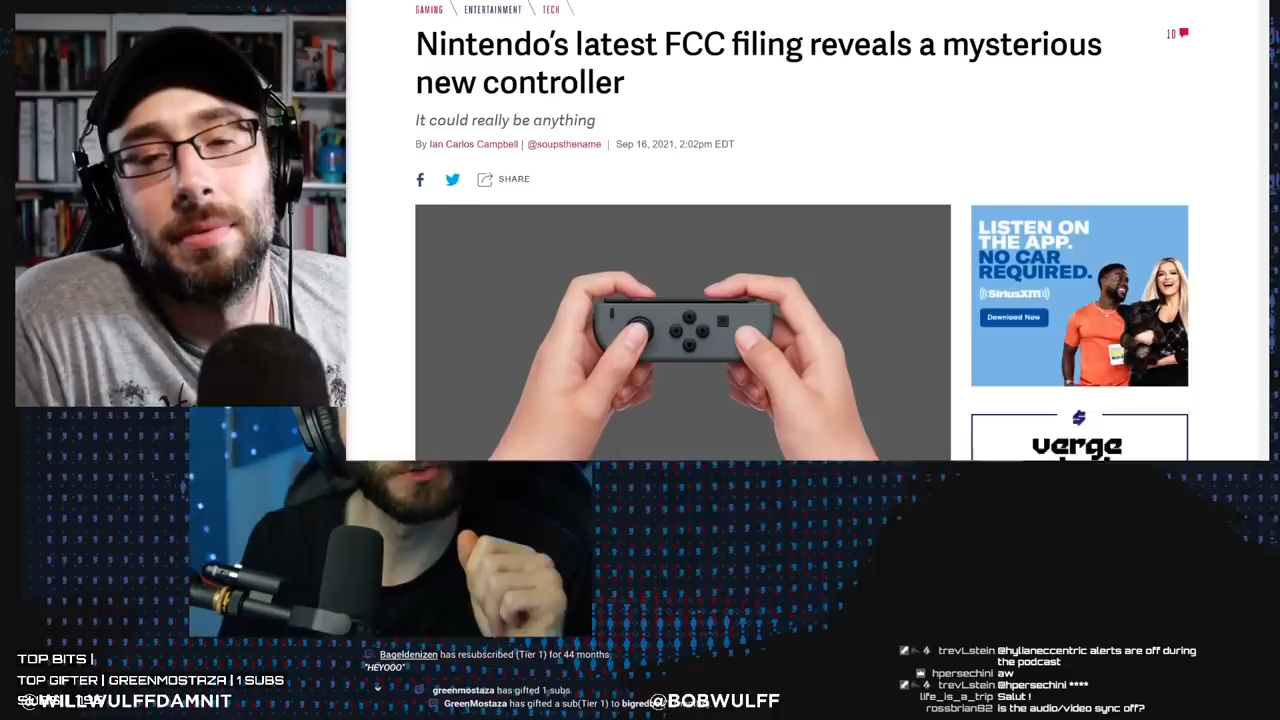 GAMING ENTERTAINMENT TECH
Nintendo's latest FCC filing reveals a mysterious
new controller
10
It could really be anything
By Ian Carlos Campbell | @soupsthename | Sep 16, 2021, 2:02pm EDT
SHARE
LISTEN ON
THE APP.
NO CAR
REQUIRED.
((SiriusXM))
Download Now
verge
TOP BITS |
TOP GIFTER | GREENMOSTAZA | 1 SUBS
@WILLWULFFDAMNIT
Bageldenizen has resubscribed (Tier 1) for 44 months.
"HEYOOO"
greenmostaza has gifted 1 subs
GreenMostaza has gifted a sub(Tier 1) to
@BOBWULFF
trevLstein @hylianeccentric alerts are off during
the podcast
hpersechini aw
trevLstein @hpersechini ****
life_is_a_trip Salut !
rossbrian82 is the audio/video sync off?